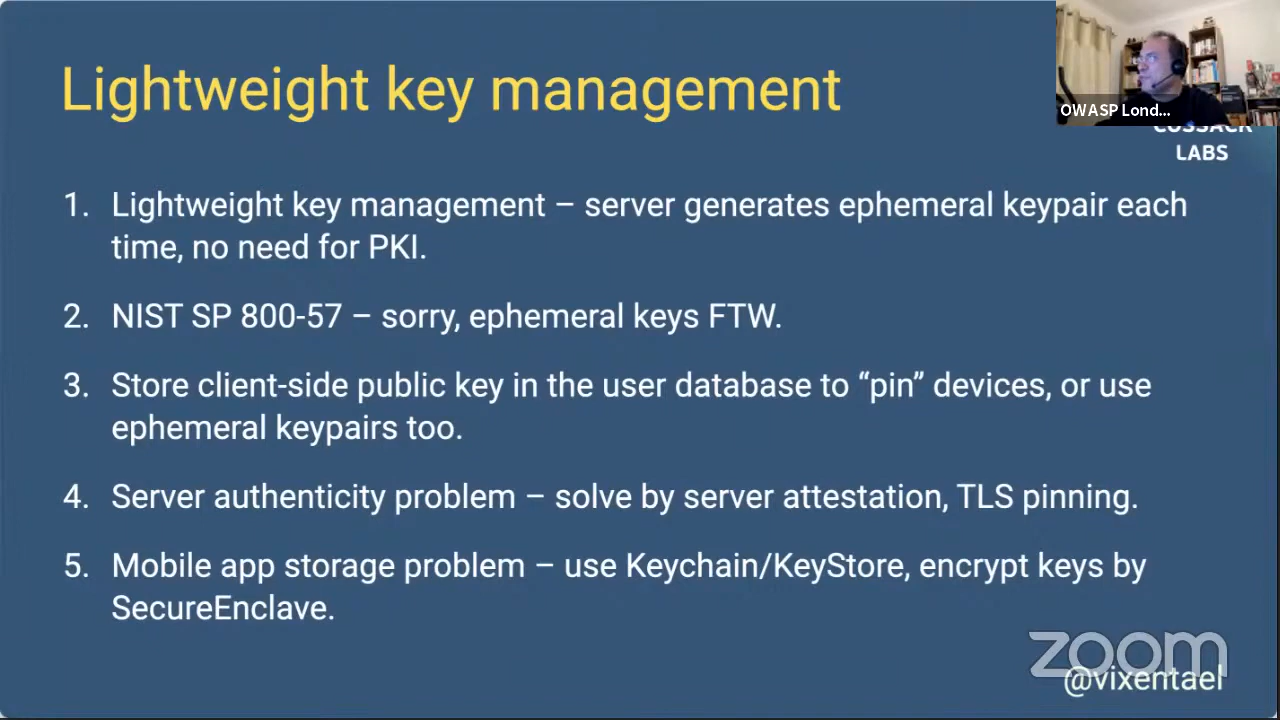 Lightweight key management
OWASP Lond...
COSSACK
LABS
1. Lightweight key management – server generates ephemeral keypair each
time, no need for PKI.
2. NIST SP 800-57 – sorry, ephemeral keys FTW.
3. Store client-side public key in the user database to “pin” devices, or use
ephemeral keypairs too.
4. Server authenticity problem – solve by server attestation, TLS pinning.
5. Mobile app storage problem – use Keychain/KeyStore, encrypt keys by
SecureEnclave.
zoom
@vixentael